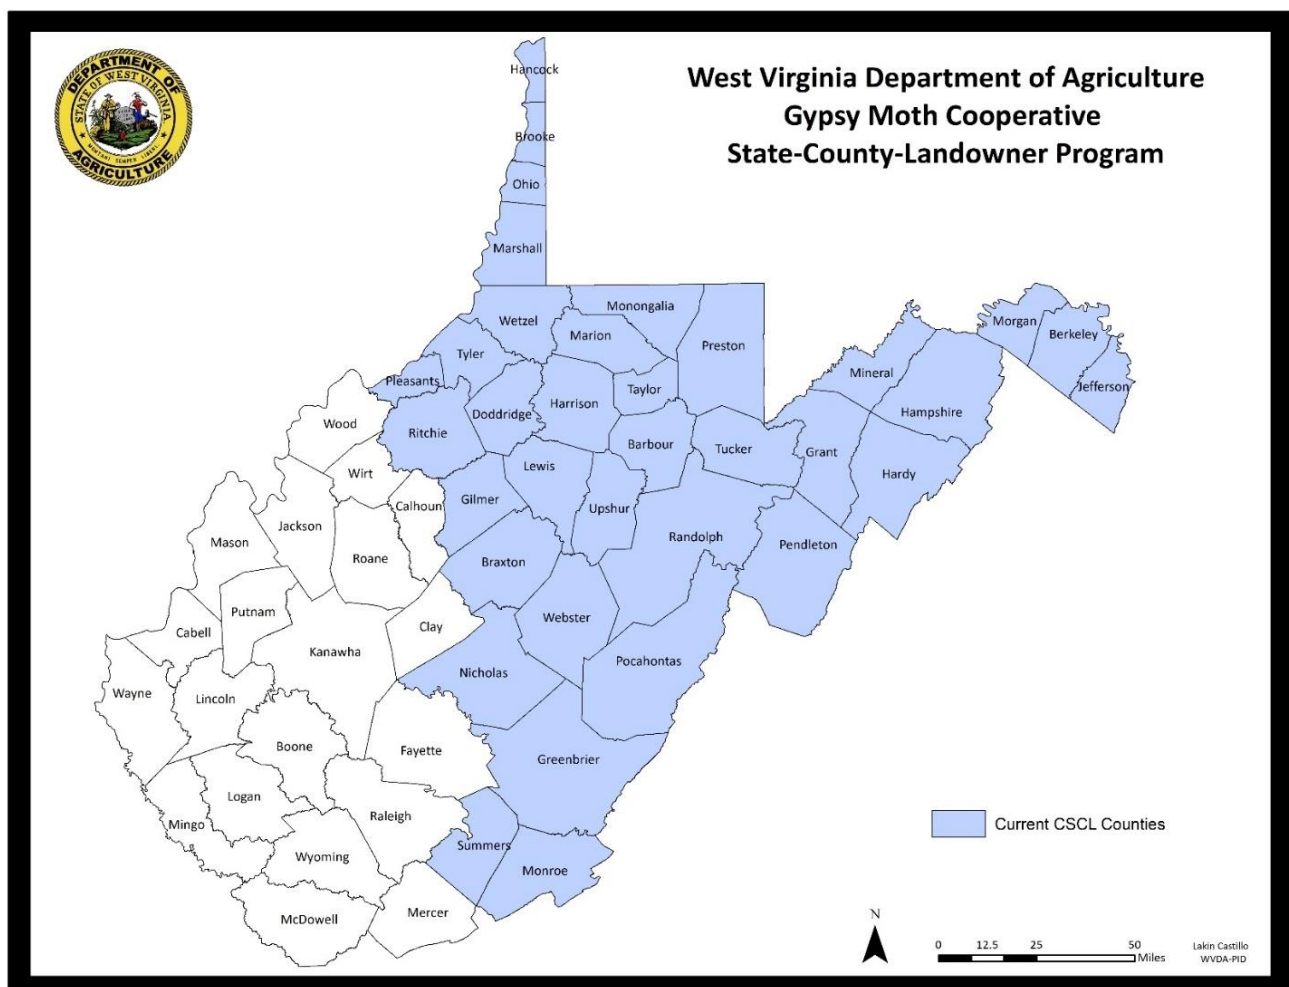 DEPARTMENT OF
STATE OF WEST VIRGINIA
MONTANI SEMPER LIBERI
AGRICULTURE
West Virginia Department of Agriculture
Gypsy Moth Cooperative
State-County-Landowner Program
Hancock
Brooke
Ohio
Marshall
Wetzel
Monongalia
Marion
Preston
Morgan
Berkeley
Jefferson
Tyler
Pleasants
Mineral
Hampshire
Doddridge
Harrison
Taylor
Wood
Ritchie
Barbour
Tucker
Grant
Hardy
Wirt
Lewis
Calhoun
Gilmer
Upshur
Jackson
Mason
Roane
Randolph
Pendleton
Braxton
Putnam
Webster
Cabell
Clay
Kanawha
Pocahontas
Nicholas
Wayne
Lincoln
Boone
Fayette
Greenbrier
Logan
Raleigh
Mingo
Summers
Wyoming
Monroe
McDowell
Mercer
Current CSCL Counties
N
0 12.5 25 50
Miles
Lakin Castillo
WVDA-PID